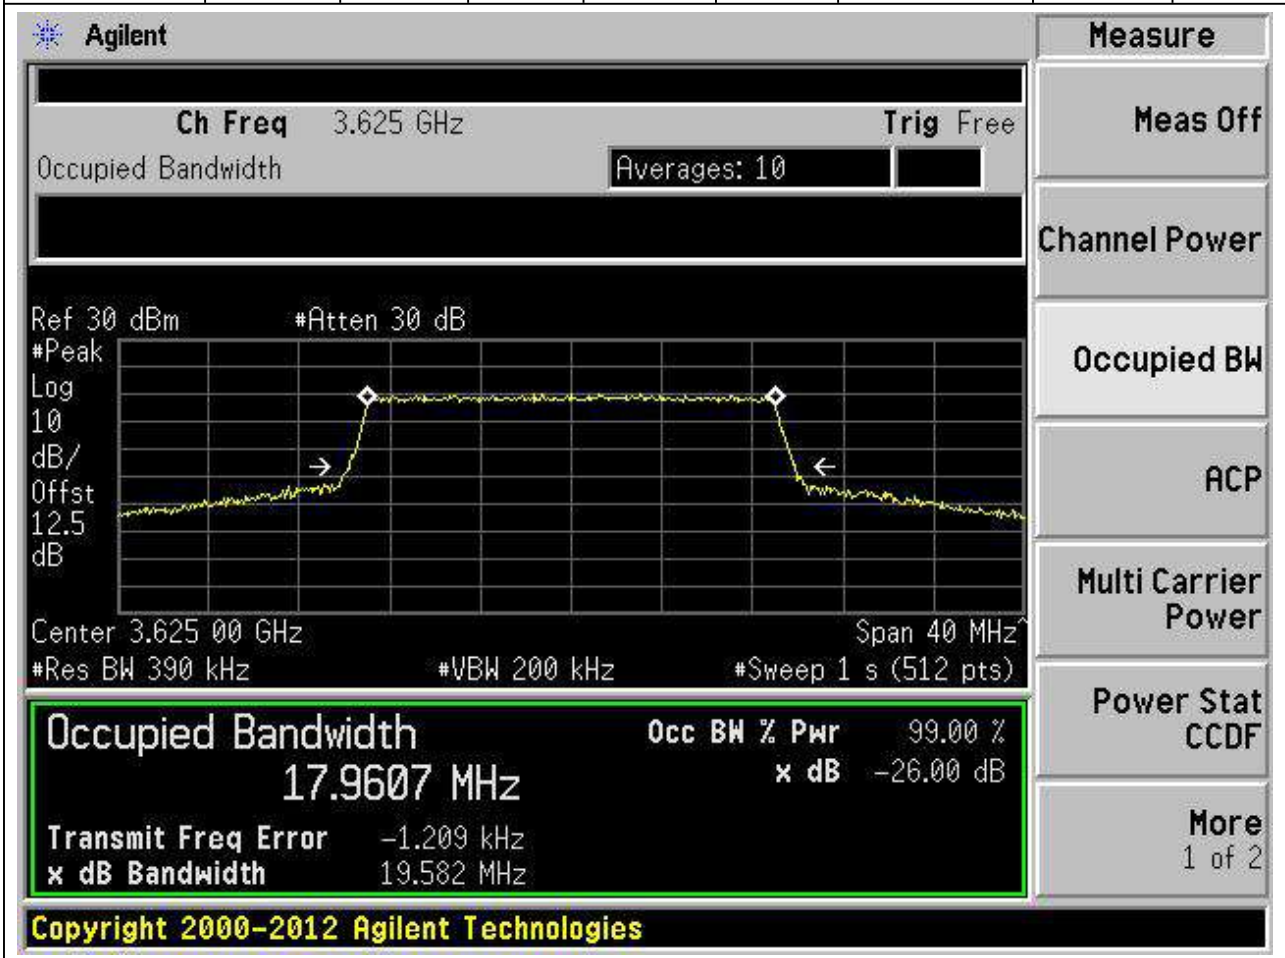 Agilent
Measure
Ch Freq 3.625 GHz Trig Free
Meas Off
Occupied Bandwidth Averages: 10
Channel Power
Ref 30 dBm #Atten 30 dB
#Peak
Log
10
dB/
Offst
12.5
dB
Occupied BW
ACP
Center 3.625 00 GHz Span 40 MHz^
#Res BW 390 kHz #VBW 200 kHz #Sweep 1 s (512 pts)
Multi Carrier
Power
Occupied Bandwidth Occ BW % Pwr 99.00 %
17.9607 MHz x dB -26.00 dB
Power Stat
CCDF
Transmit Freq Error -1.209 kHz
x dB Bandwidth 19.582 MHz
More
1 of 2
Copyright 2000-2012 Agilent Technologies